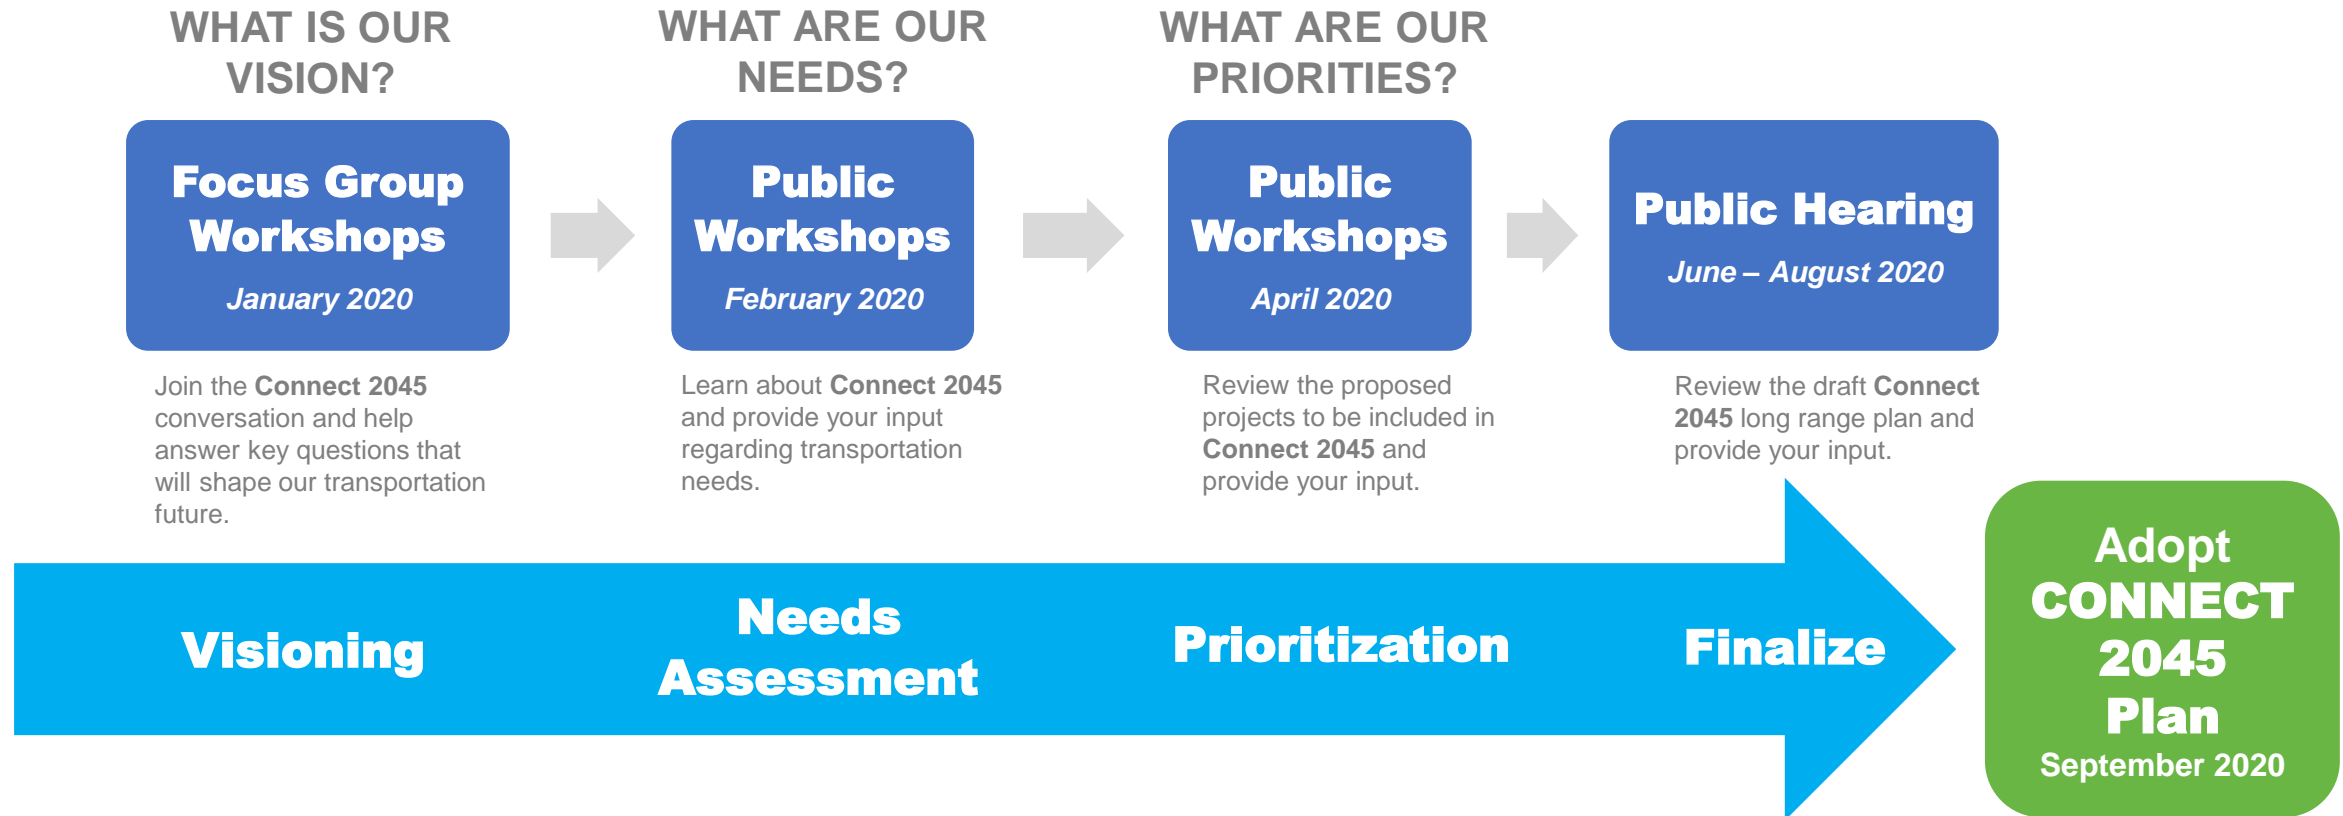 WHAT IS OUR
VISION?
Focus Group
Workshops
January 2020
Join the Connect 2045
conversation and help
answer key questions that
will shape our transportation
future.
WHAT ARE OUR
NEEDS?
Public
Workshops
February 2020
Learn about Connect 2045
and provide your input
regarding transportation
needs.
WHAT ARE OUR
PRIORITIES?
Public
Workshops
April 2020
Review the proposed
projects to be included in
Connect 2045 and
provide your input.
Public Hearing
June – August 2020
Review the draft Connect
2045 long range plan and
provide your input.
Visioning
Needs
Assessment
Prioritization
Finalize
Adopt
CONNECT
2045
Plan
September 2020